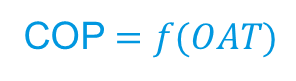 COP = f(OAT)